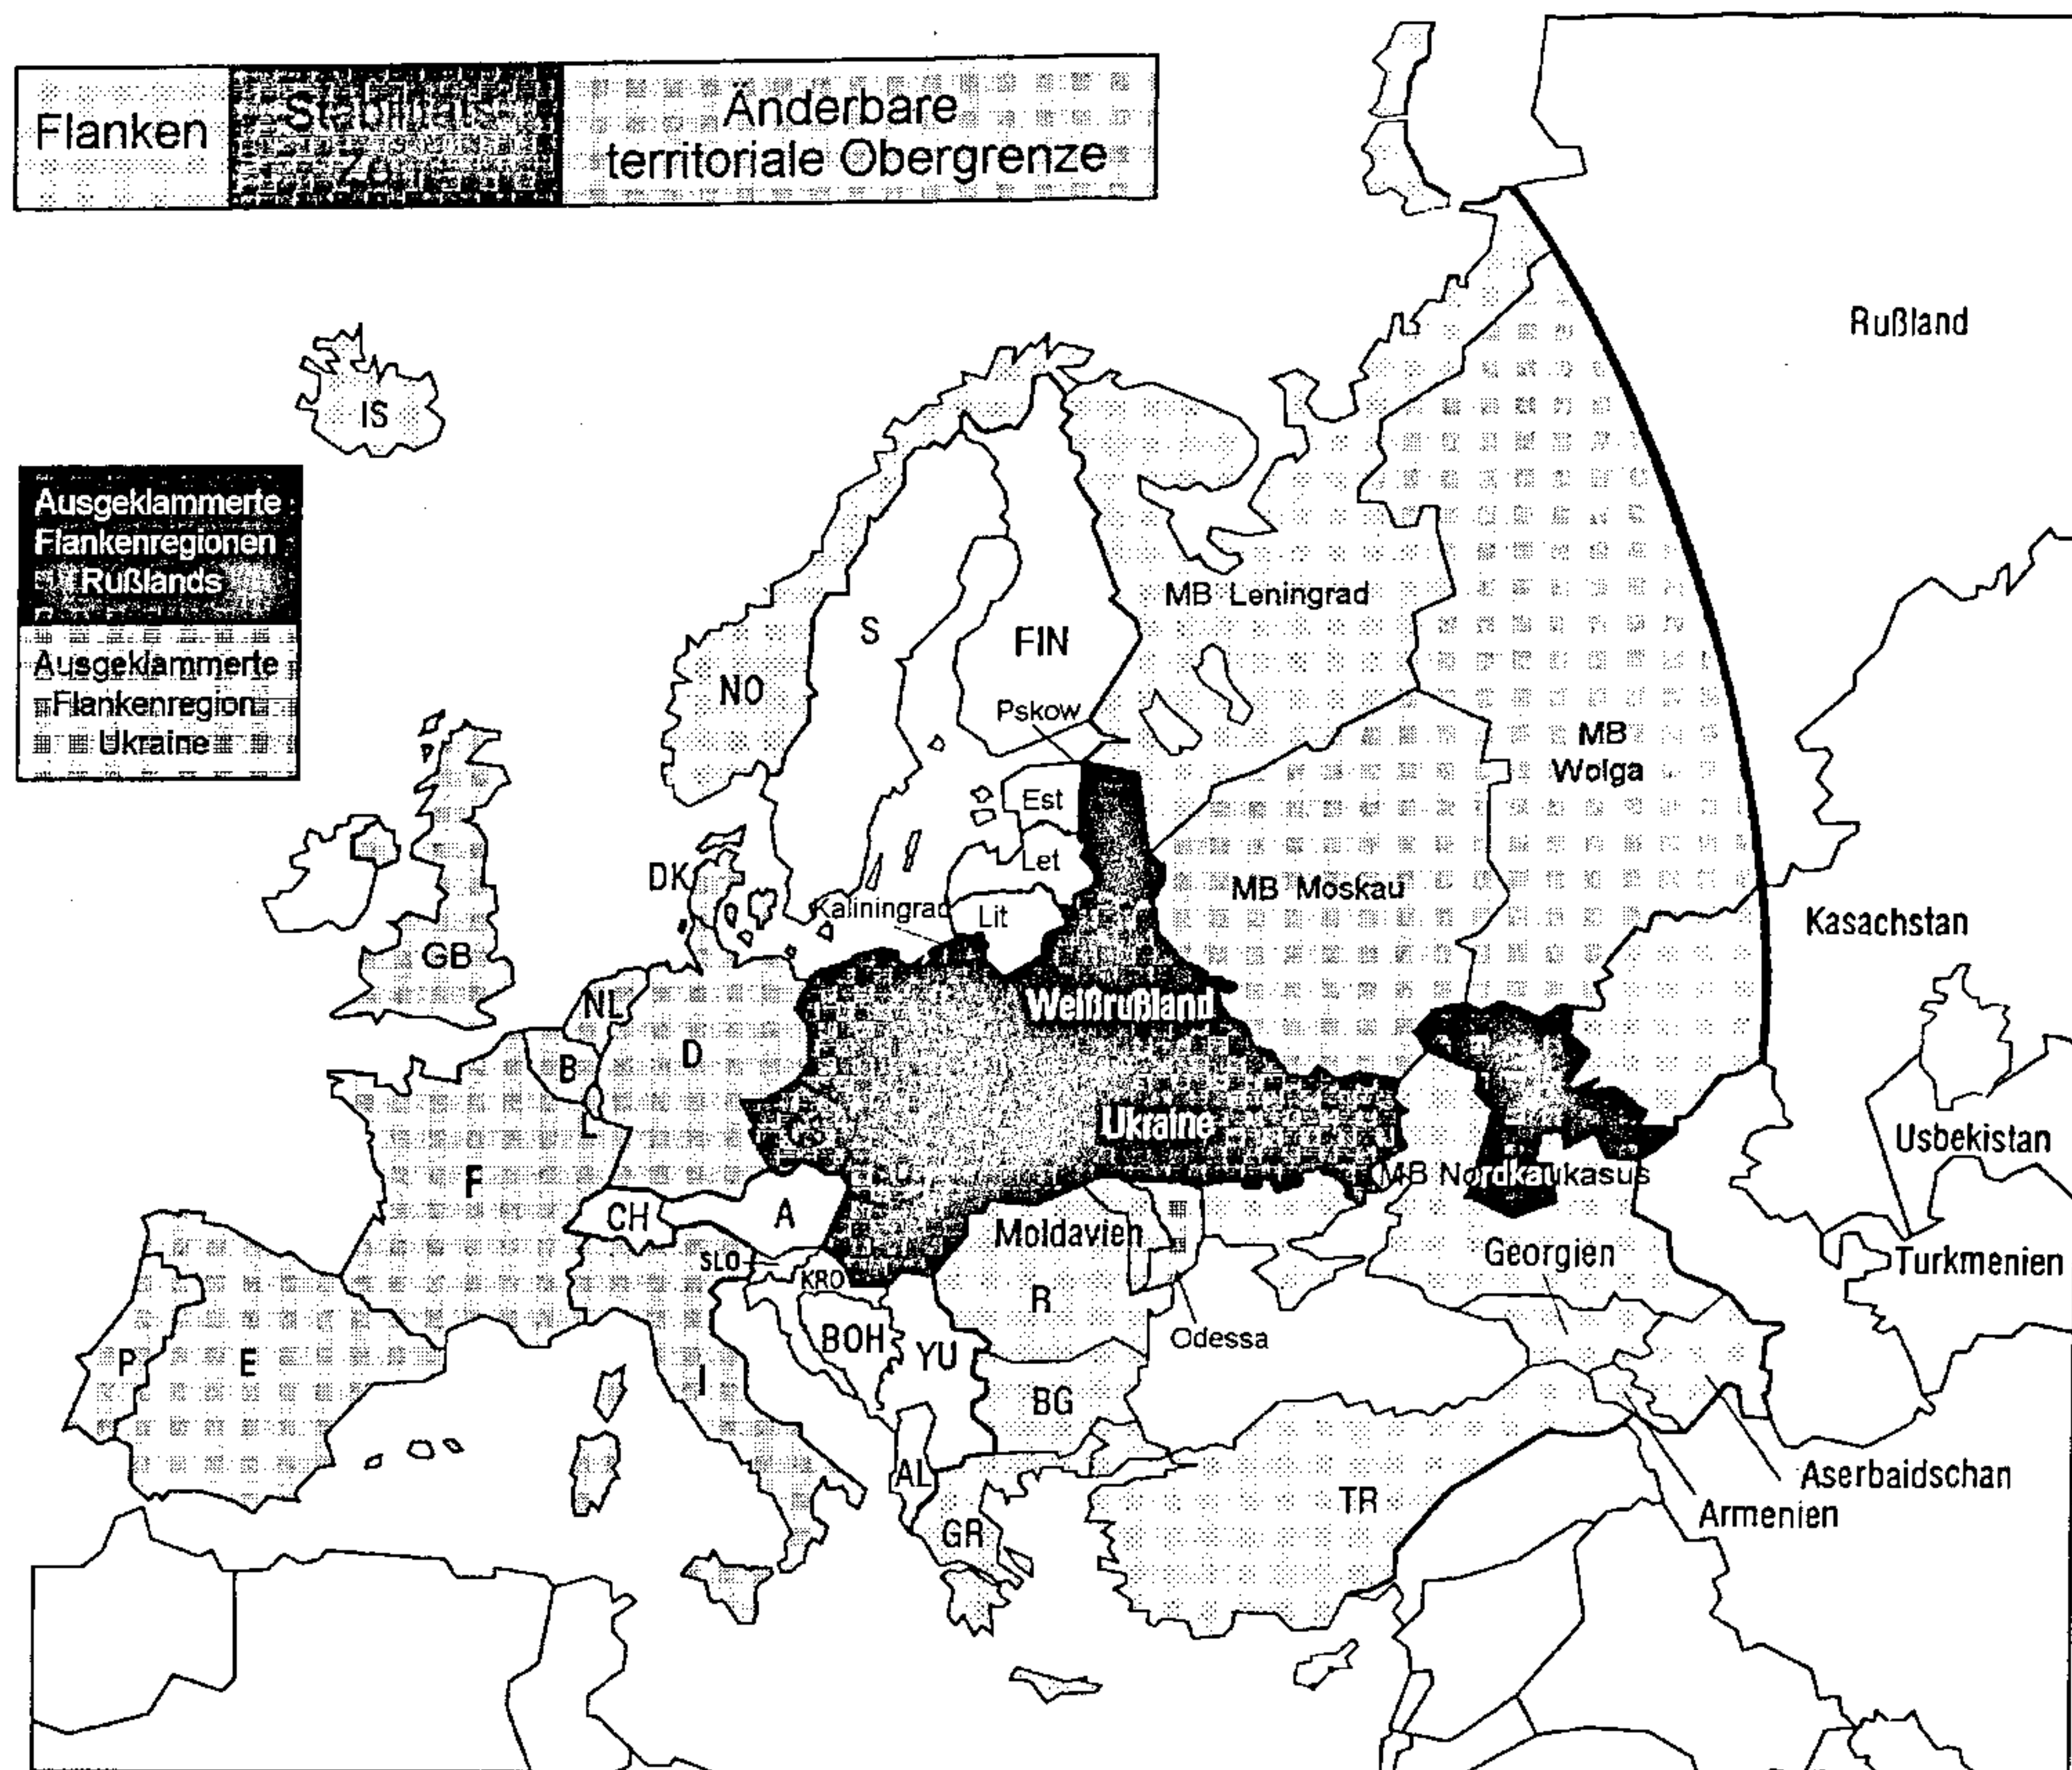 Flanken
Stabilitäts-
Änderbare
territoriale Obergrenze
Rußland
IS
Ausgeklammerte
Flankenregionen
Rußlands
Ausgeklammerte
Flankenregion
Ukraine
MB Leningrad
S
FIN
NO
Pskow
MB
Wolga
Est
Let
DK
MB Moskau
Kaliningrad
Lit
Kasachstan
GB
NL
Weißrußland
D
B
L
CS
Ukraine
Usbekistan
F
MB Nordkaukasus
CH
A
Moldavien
SLO
KRO
Georgien
Turkmenien
R
Odessa
BOH
YU
P
E
I
BG
AL
TR
Aserbaidschan
Armenien
GR